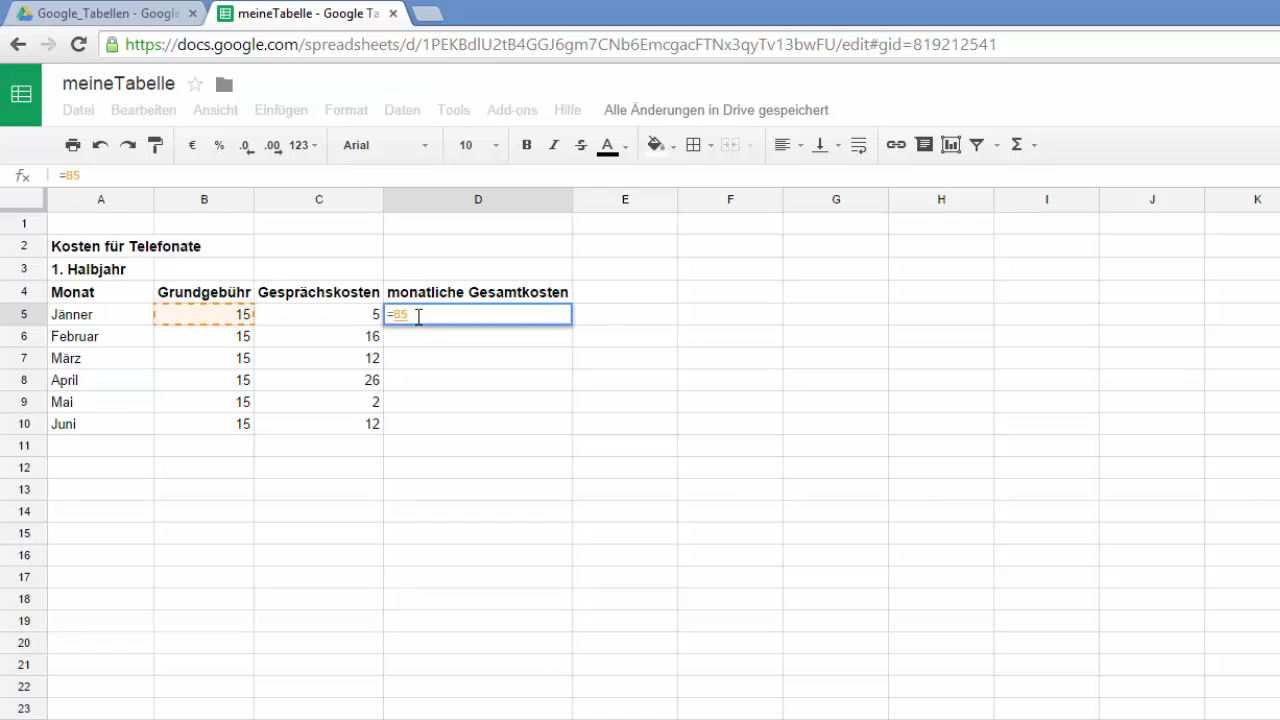 Google_Tabellen - Google
meineTabelle - Google Ta
https://docs.google.com/spreadsheets/d/1PEKBdlU2tB4GGJ6gm7CNb6EmcgacFTNx3qyTv13bwFU/edit#gid=819212541
meineTabelle
Datei Bearbeiten Ansicht Einfügen Format Daten Tools Add-ons Hilfe Alle Änderungen in Drive gespeichert
€ % .0 .00 123 Arial 10 B I S A Σ
fx =B5
A B C D E F G H I J K
1
2 Kosten für Telefonate
3 1. Halbjahr
4 Monat Grundgebühr Gesprächskosten monatliche Gesamtkosten
5 Jänner 15 5 =B5
6 Februar 15 16
7 März 15 12
8 April 15 26
9 Mai 15 2
10 Juni 15 12
11
12
13
14
15
16
17
18
19
20
21
22
23